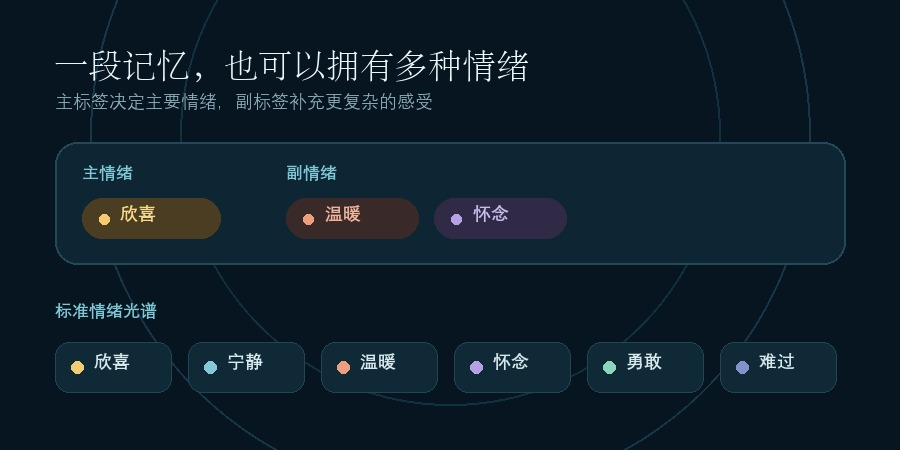 一段记忆，也可以拥有多种情绪
主标签决定主要情绪，副标签补充更复杂的感受
主情绪 副情绪
欣喜 温暖 怀念
标准情绪光谱
欣喜 宁静 温暖 怀念 勇敢 难过